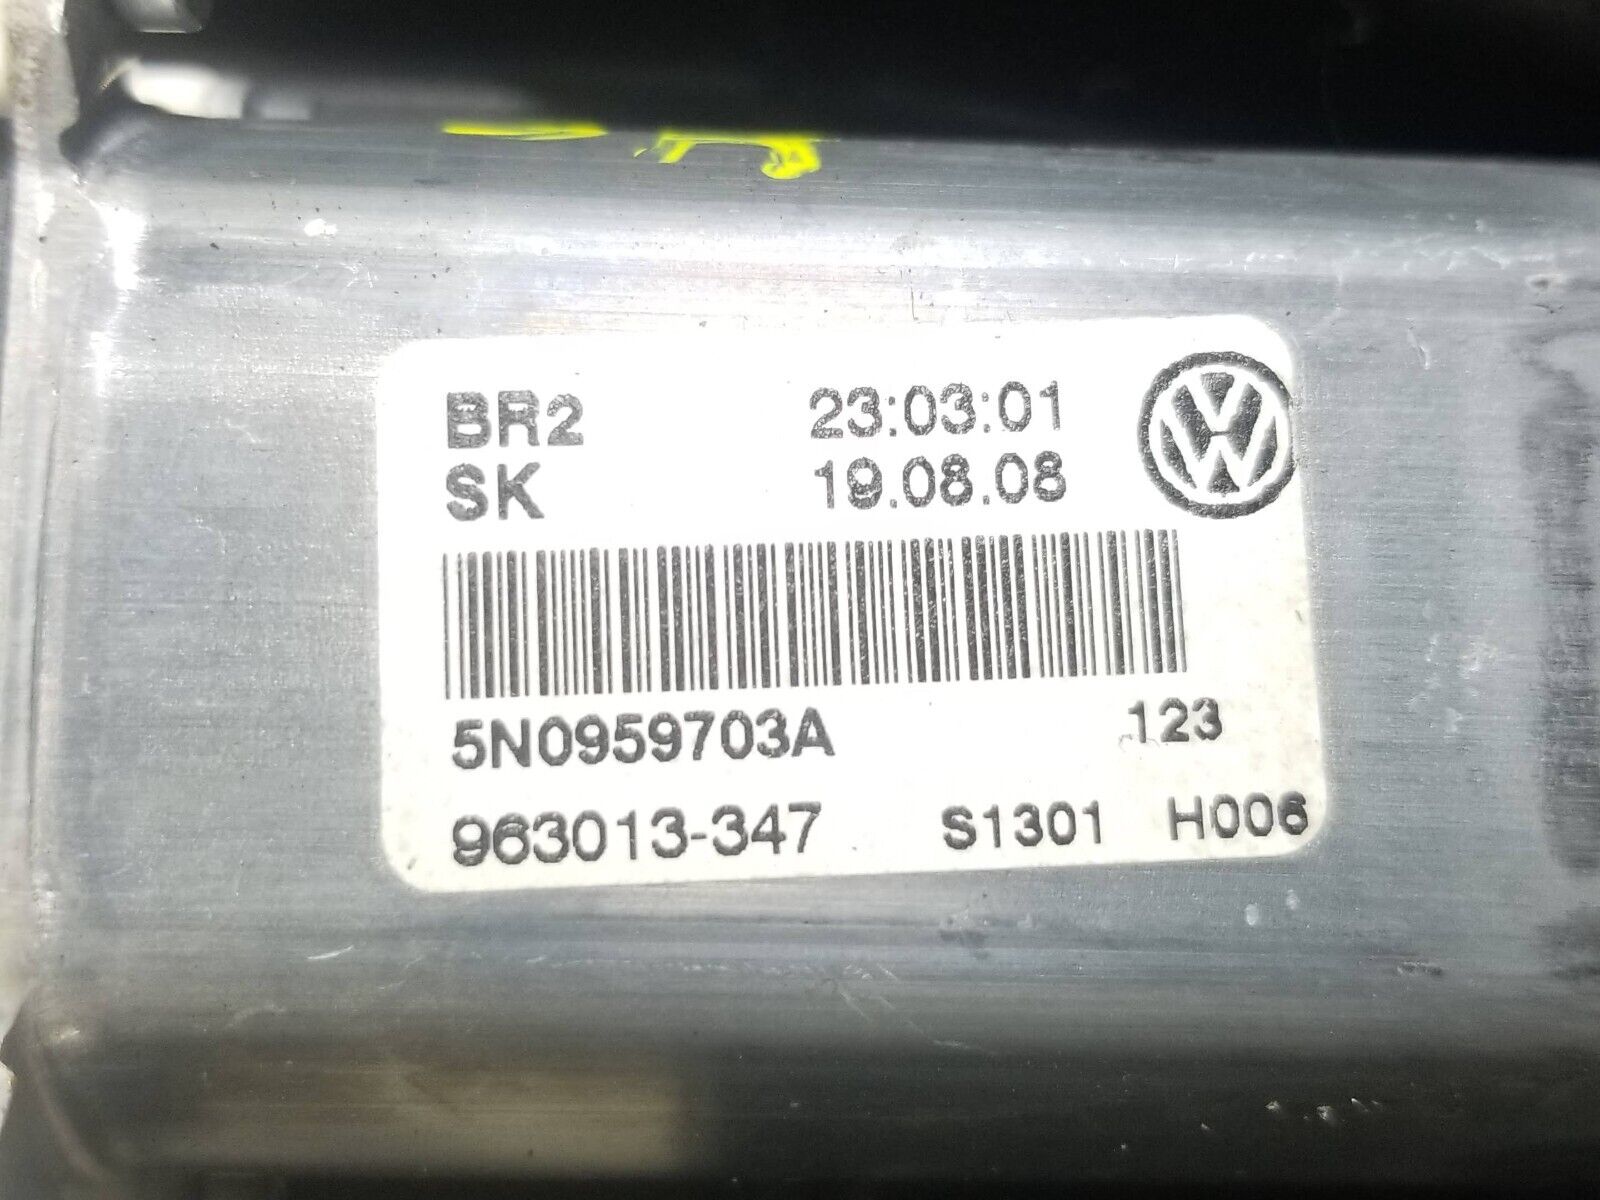 BR2 23:03:01
SK 19.08.08
5N0959703A 123
963013-347 S1301 H006